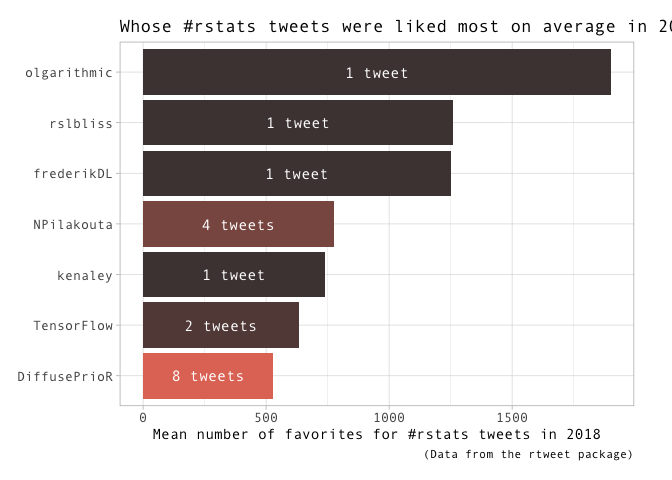 Whose #rstats tweets were liked most on average in 20
olgarithmic 1 tweet
rslbliss 1 tweet
frederikDL 1 tweet
NPilakouta 4 tweets
kenaley 1 tweet
TensorFlow 2 tweets
DiffusePrioR 8 tweets
0 500 1000 1500
Mean number of favorites for #rstats tweets in 2018
(Data from the rtweet package)